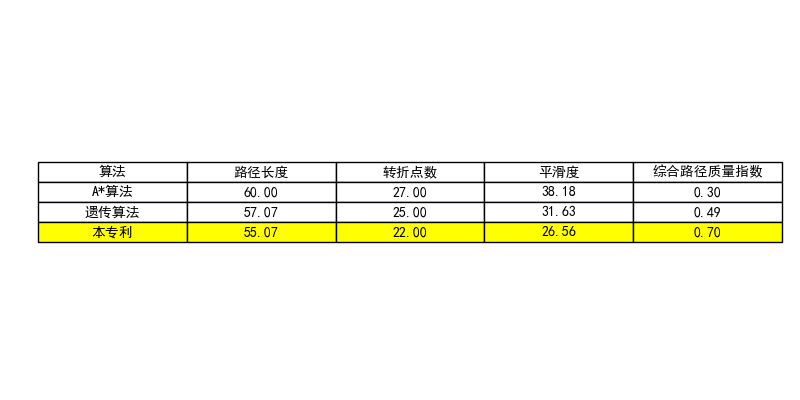 算法 路径长度 转折点数 平滑度 综合路径质量指数
A*算法 60.00 27.00 38.18 0.30
遗传算法 57.07 25.00 31.63 0.49
本专利 55.07 22.00 26.56 0.70